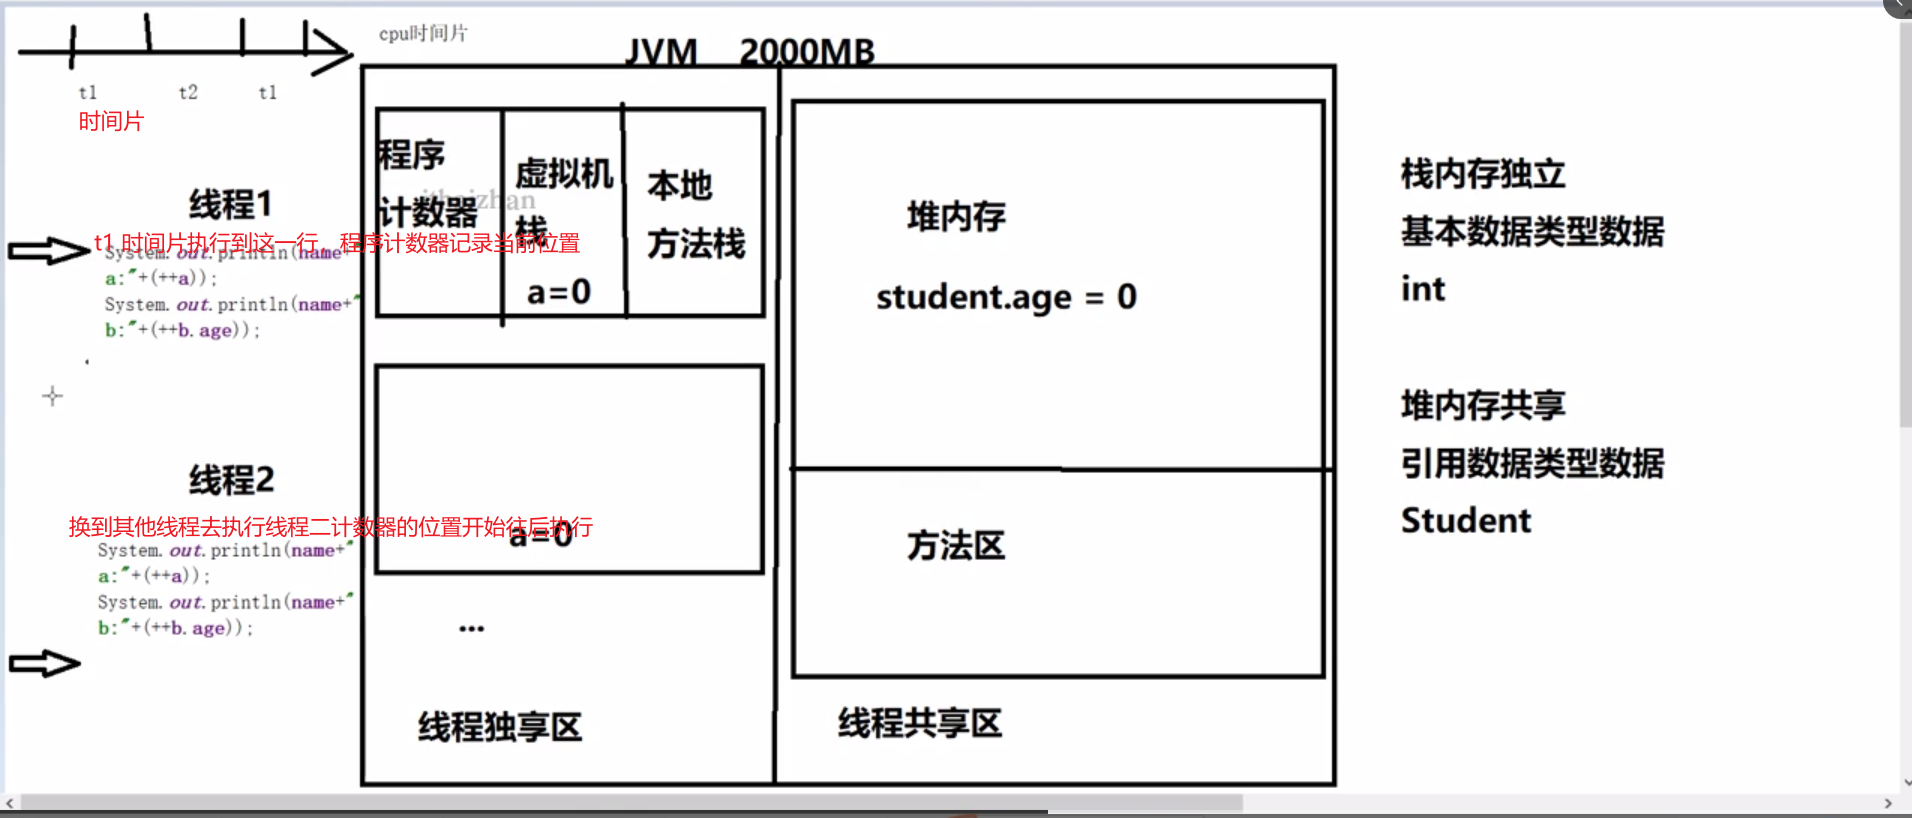 cpu时间片
JVM 2000MB
t1 t2 t1
时间片
程序
计数器
虚拟机
栈
a=0
本地
方法栈
堆内存
student.age = 0
栈内存独立
基本数据类型数据
int
线程1
t1 时间片执行到这一行，程序计数器记录当前位置
System.out.println(name+"
a:"+(++a));
System.out.println(name+"
b:"+(++b.age));
堆内存共享
引用数据类型数据
Student
线程2
换到其他线程去执行线程二计数器的位置开始往后执行
a=0
System.out.println(name+"
a:"+(++a));
System.out.println(name+"
b:"+(++b.age));
...
方法区
线程独享区
线程共享区